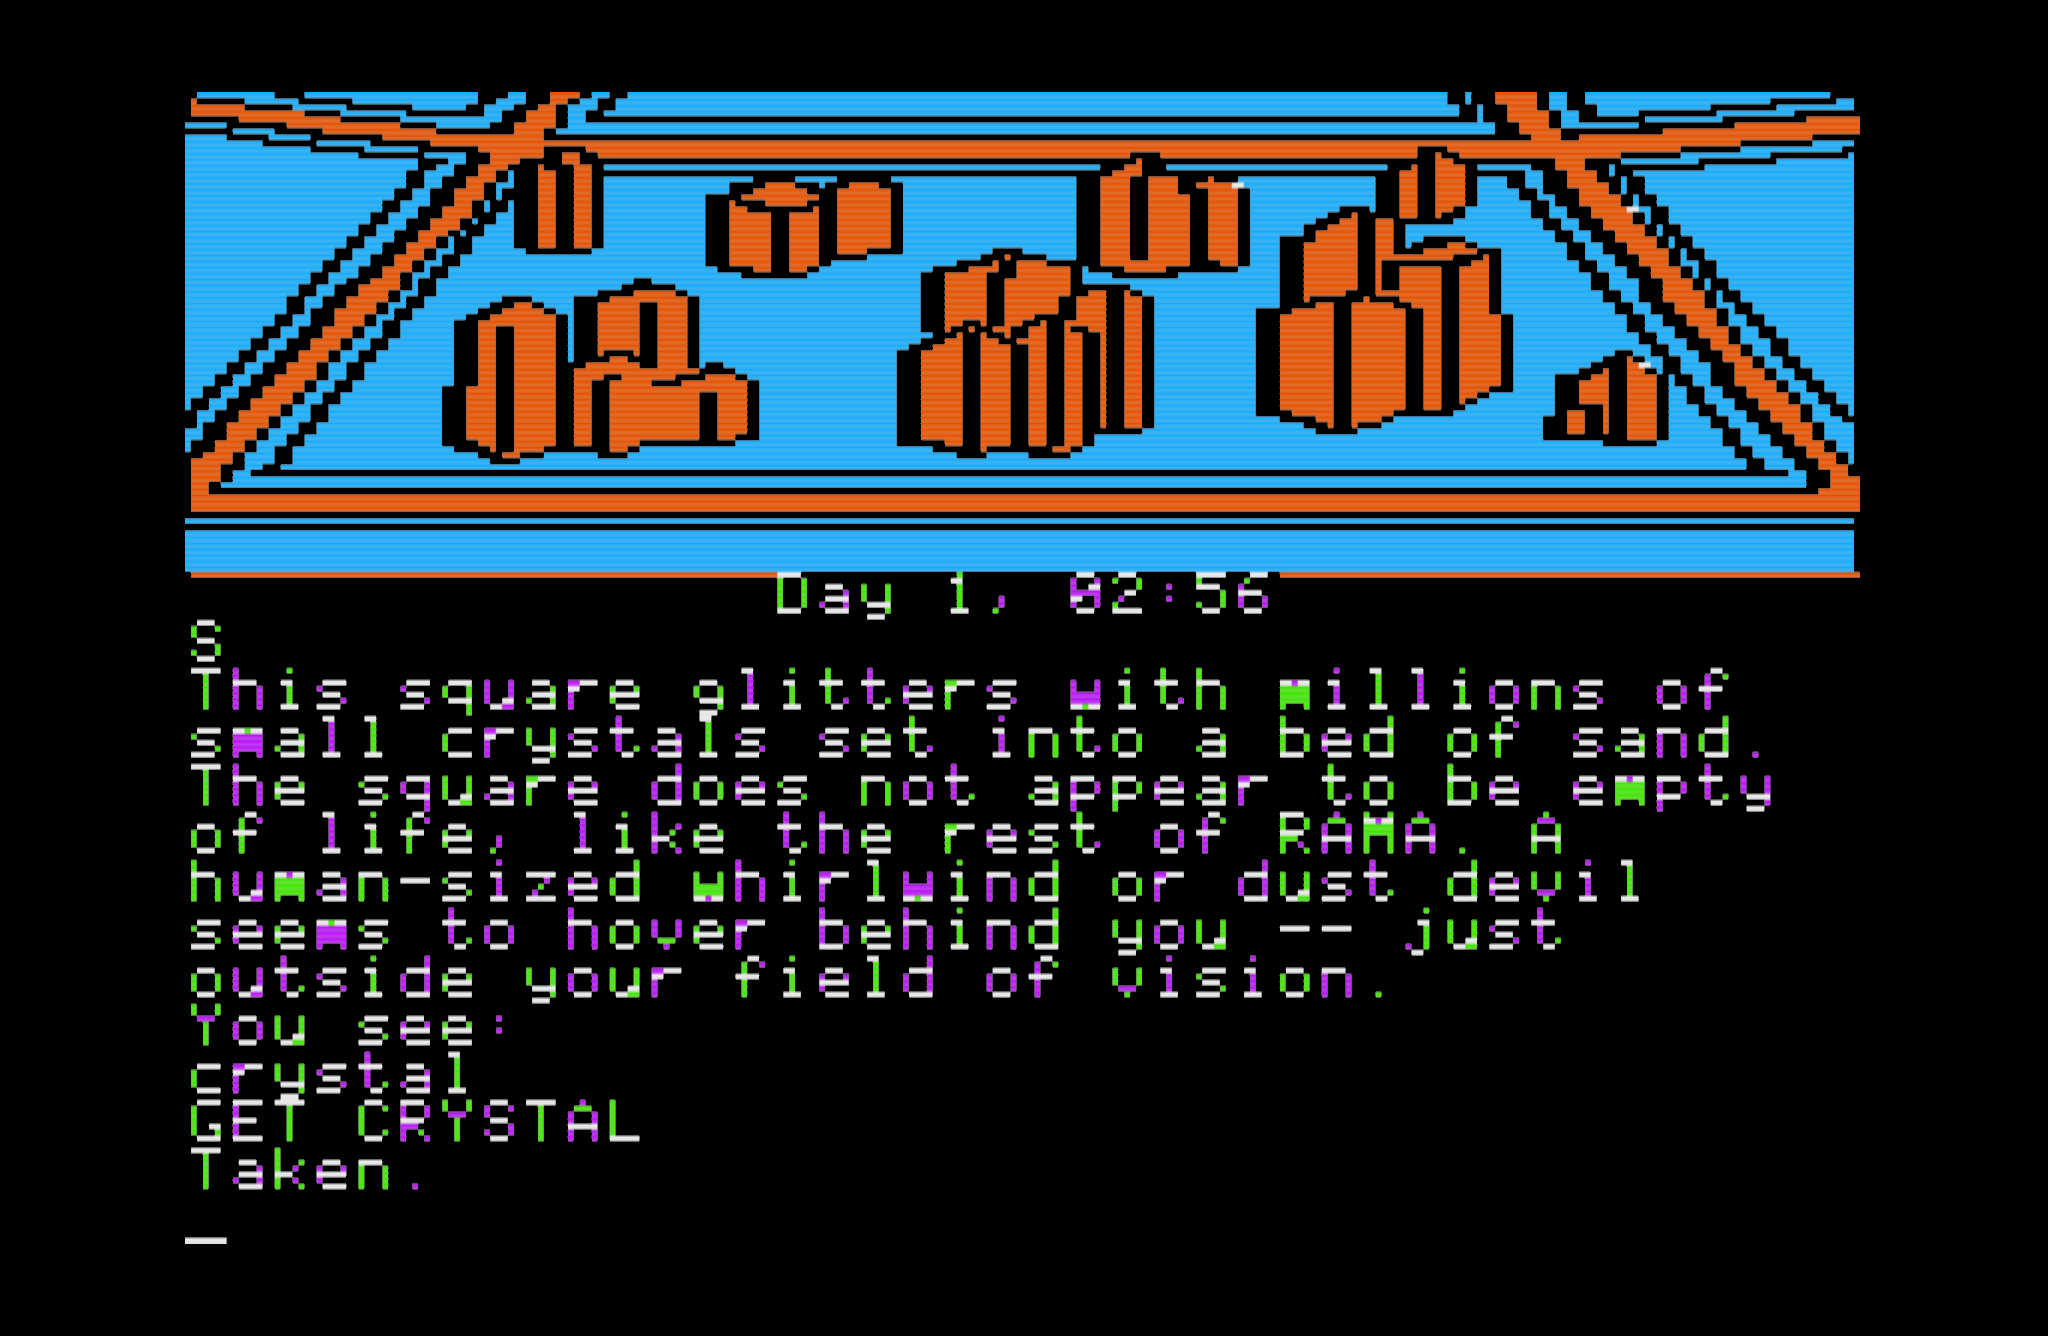 Day 1, 02:56
S
This square glitters with millions of
small crystals set into a bed of sand.
The square does not appear to be empty
of life, like the rest of RAMA. A
human-sized whirlwind or dust devil
seems to hover behind you -- just
outside your field of vision.
You see:
crystal
GET CRYSTAL
Taken.